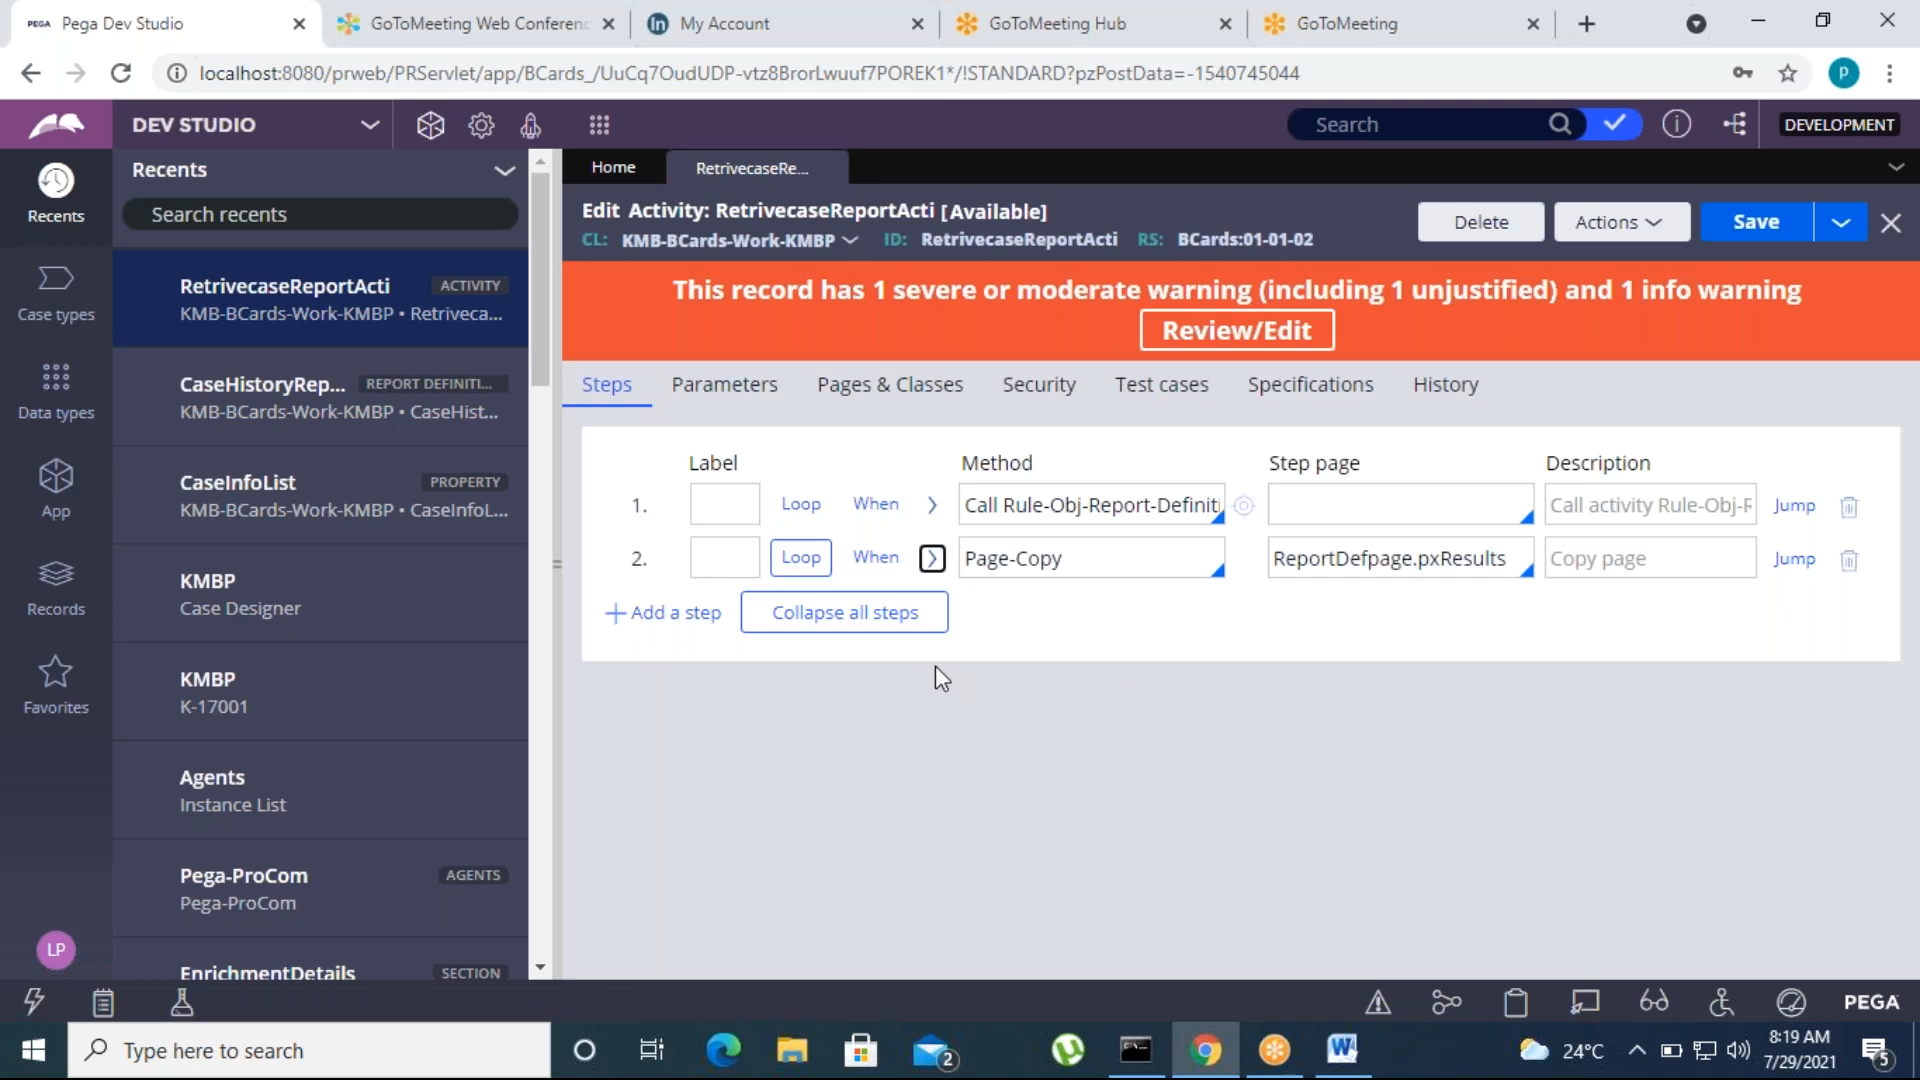 PEGA Pega Dev Studio
GoToMeeting Web Conferenc
in My Account
GoToMeeting Hub
GoToMeeting
localhost:8080/prweb/PRServlet/app/BCards_/UuCq7OudUDP-vtz8BrorLwuuf7POREK1*/!STANDARD?pzPostData=-1540745044
P
DEV STUDIO
Search
DEVELOPMENT
Recents
Case types
Data types
App
Records
Favorites
LP
Recents
Search recents
RetrivecaseReportActi ACTIVITY
KMB-BCards-Work-KMBP • Retriveca...
CaseHistoryRep... REPORT DEFINITI...
KMB-BCards-Work-KMBP • CaseHist...
CaseInfoList PROPERTY
KMB-BCards-Work-KMBP • CaseInfoL...
KMBP
Case Designer
KMBP
K-17001
Agents
Instance List
Pega-ProCom AGENTS
Pega-ProCom
EnrichmentDetails SECTION
Home
RetrivecaseRe...
Edit Activity: RetrivecaseReportActi [Available]
CL: KMB-BCards-Work-KMBP ID: RetrivecaseReportActi RS: BCards:01-01-02
Delete
Actions
Save
This record has 1 severe or moderate warning (including 1 unjustified) and 1 info warning
Review/Edit
Steps Parameters Pages & Classes Security Test cases Specifications History
Label Method Step page Description
1. Loop When Call Rule-Obj-Report-Definiti Call activity Rule-Obj-R Jump
2. Loop When Page-Copy ReportDefpage.pxResults Copy page Jump
Add a step Collapse all steps
PEGA
Type here to search
2
24°C
8:19 AM
7/29/2021
5